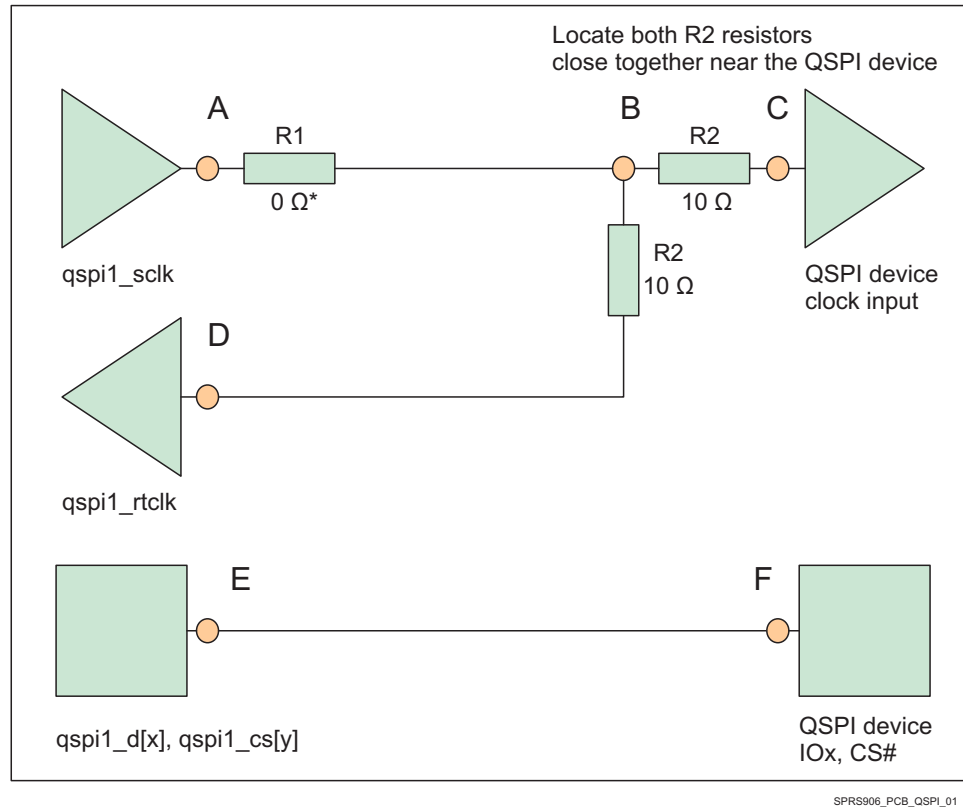 Locate both R2 resistors
close together near the QSPI device
A
R1
0 Ω*
B
R2
10 Ω
C
R2
10 Ω
qspi1_sclk
QSPI device
clock input
D
qspi1_rtclk
E
F
qspi1_d[x], qspi1_cs[y]
QSPI device
IOx, CS#
SPRS906_PCB_QSPI_01